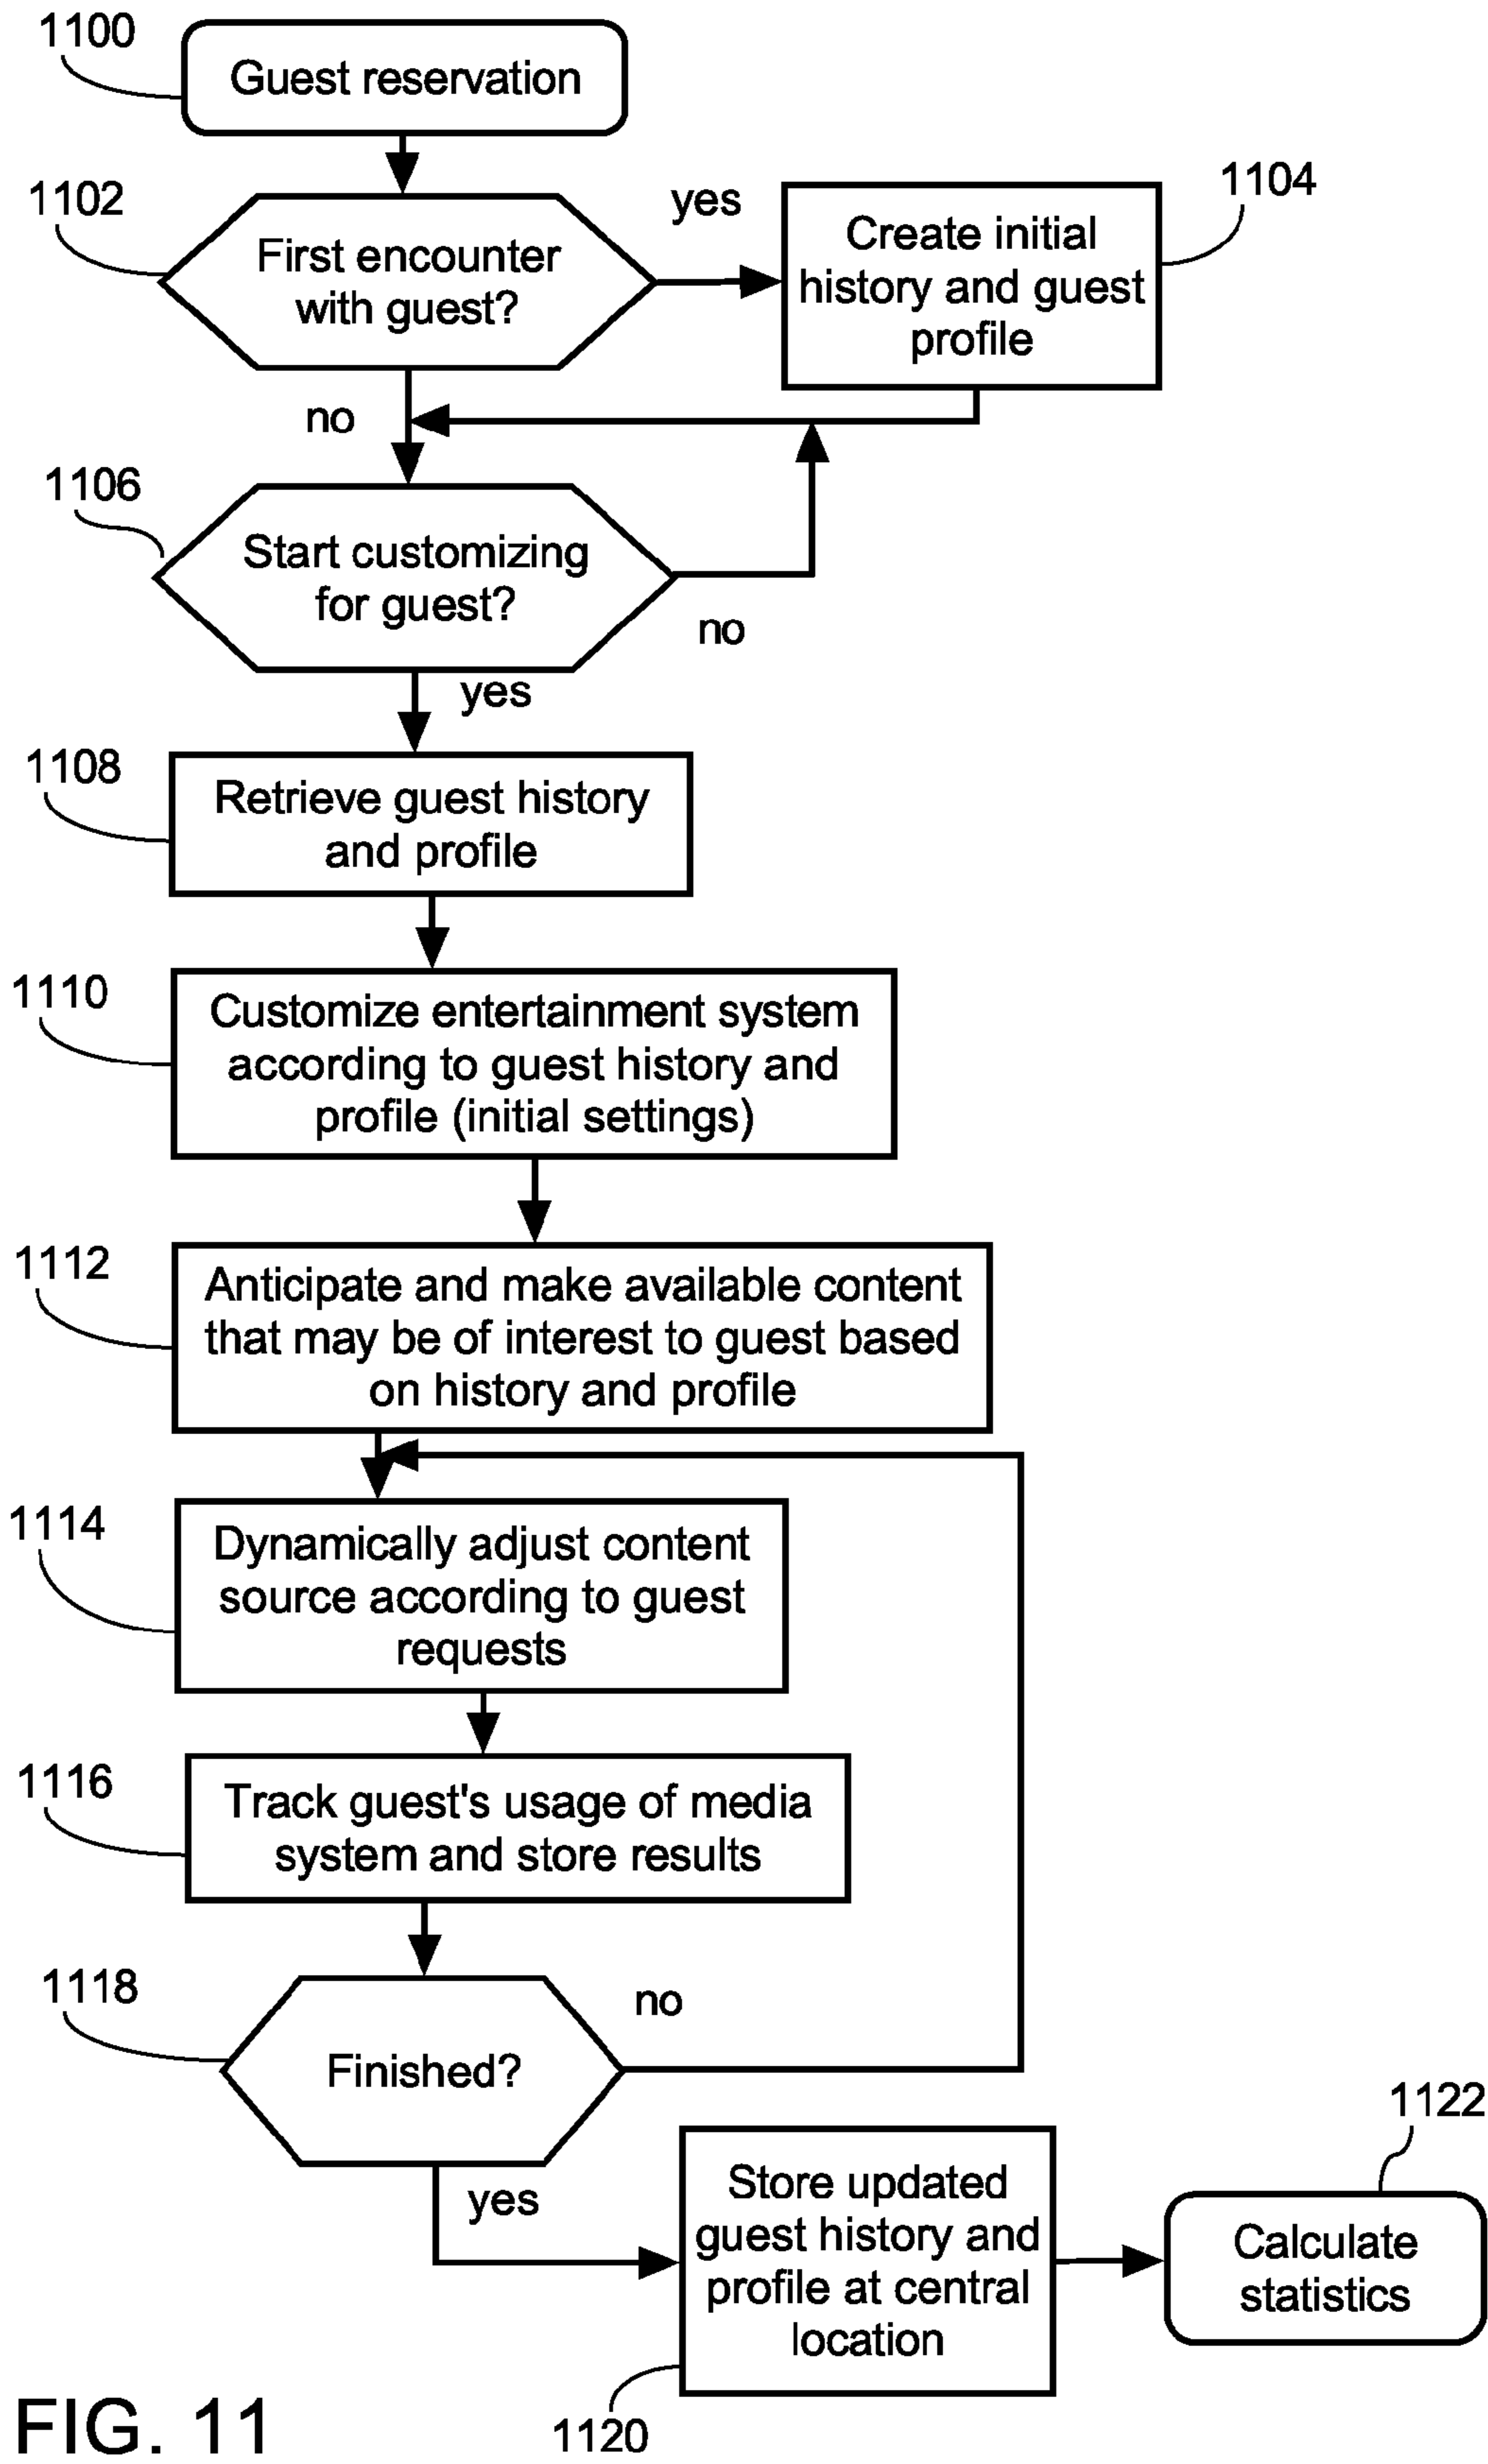 1100
Guest reservation
1102
First encounter
with guest?
yes
1104
Create initial
history and guest
profile
no
1106
Start customizing
for guest?
no
yes
1108
Retrieve guest history
and profile
1110
Customize entertainment system
according to guest history and
profile (initial settings)
1112
Anticipate and make available content
that may be of interest to guest based
on history and profile
1114
Dynamically adjust content
source according to guest
requests
1116
Track guest's usage of media
system and store results
1118
Finished?
no
yes
Store updated
guest history and
profile at central
location
1120
1122
Calculate
statistics
FIG. 11